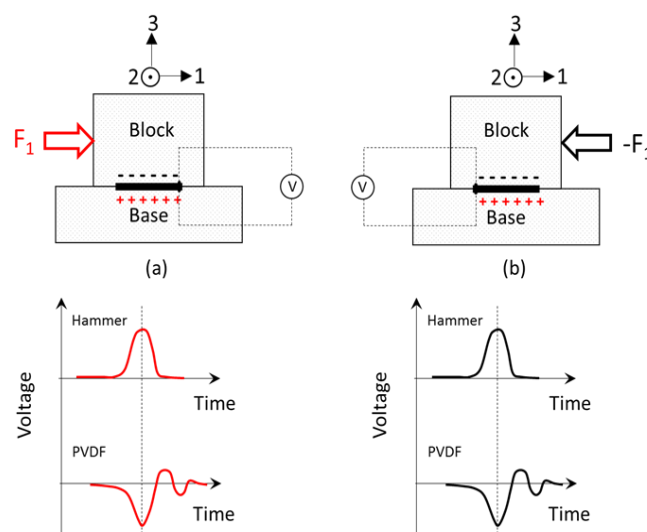 3
2 1
F₁
Block
- - - - - -
V
+ + + + + +
Base
(a)
3
2 1
-F₁
Block
- - - - - -
V
+ + + + + +
Base
(b)
Voltage
Hammer
Time
PVDF
Time
Voltage
Hammer
Time
PVDF
Time